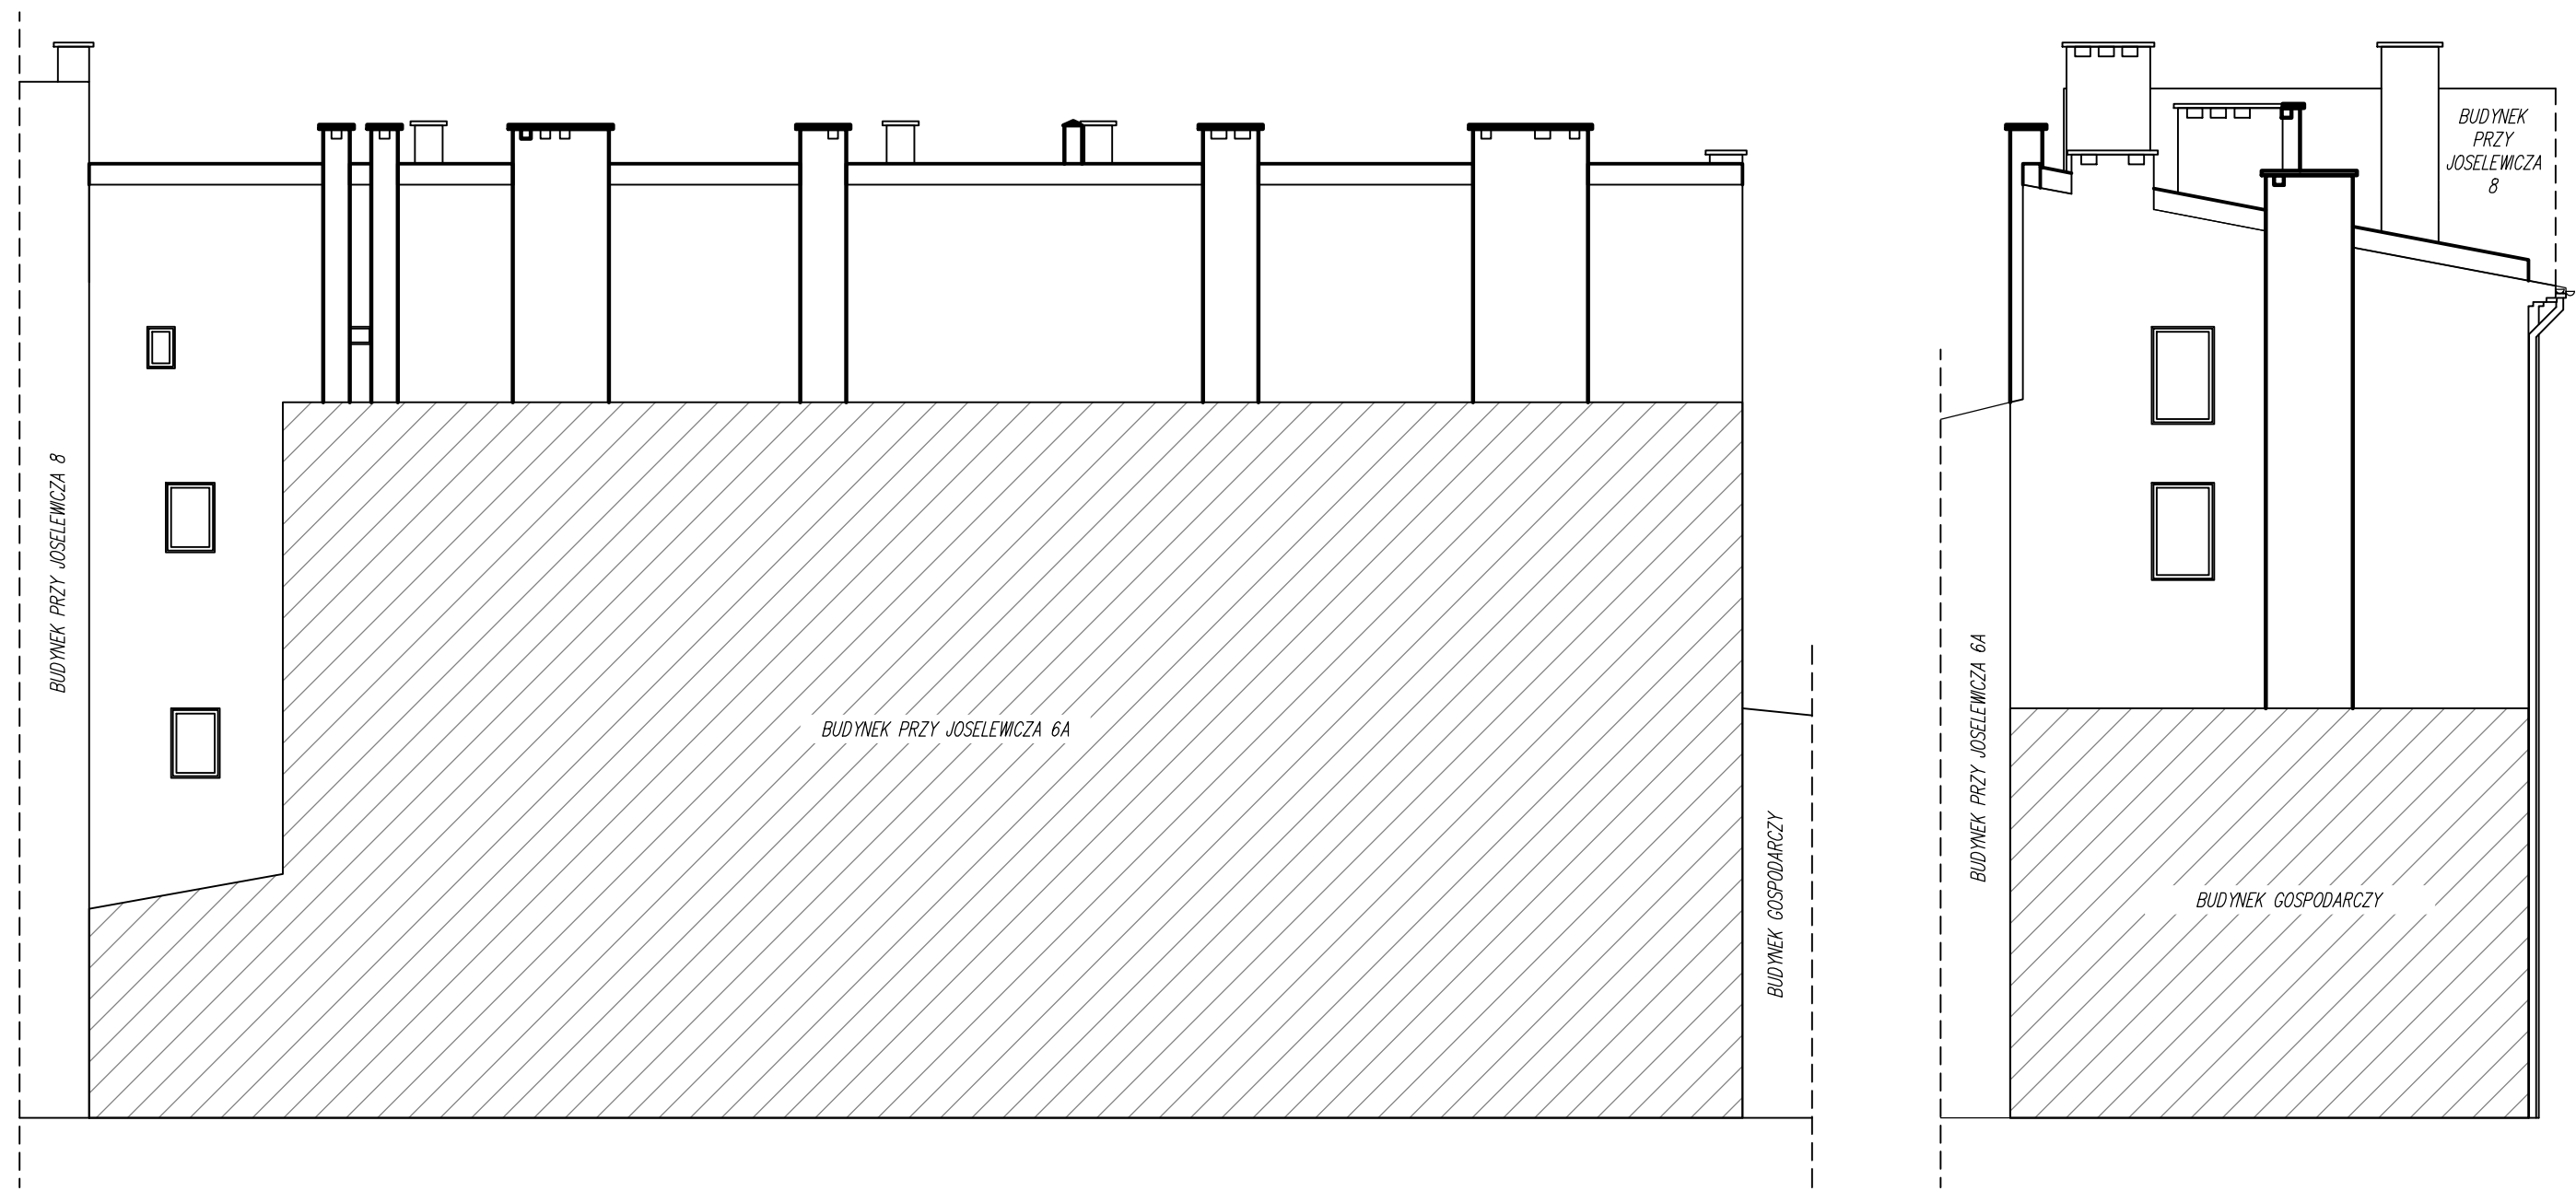 BUDYNEK PRZY JOSELEWICZA 8
BUDYNEK PRZY JOSELEWICZA 6A
BUDYNEK GOSPODARCZY
BUDYNEK PRZY JOSELEWICZA 6A
BUDYNEK
PRZY
JOSELEWICZA
8
BUDYNEK GOSPODARCZY